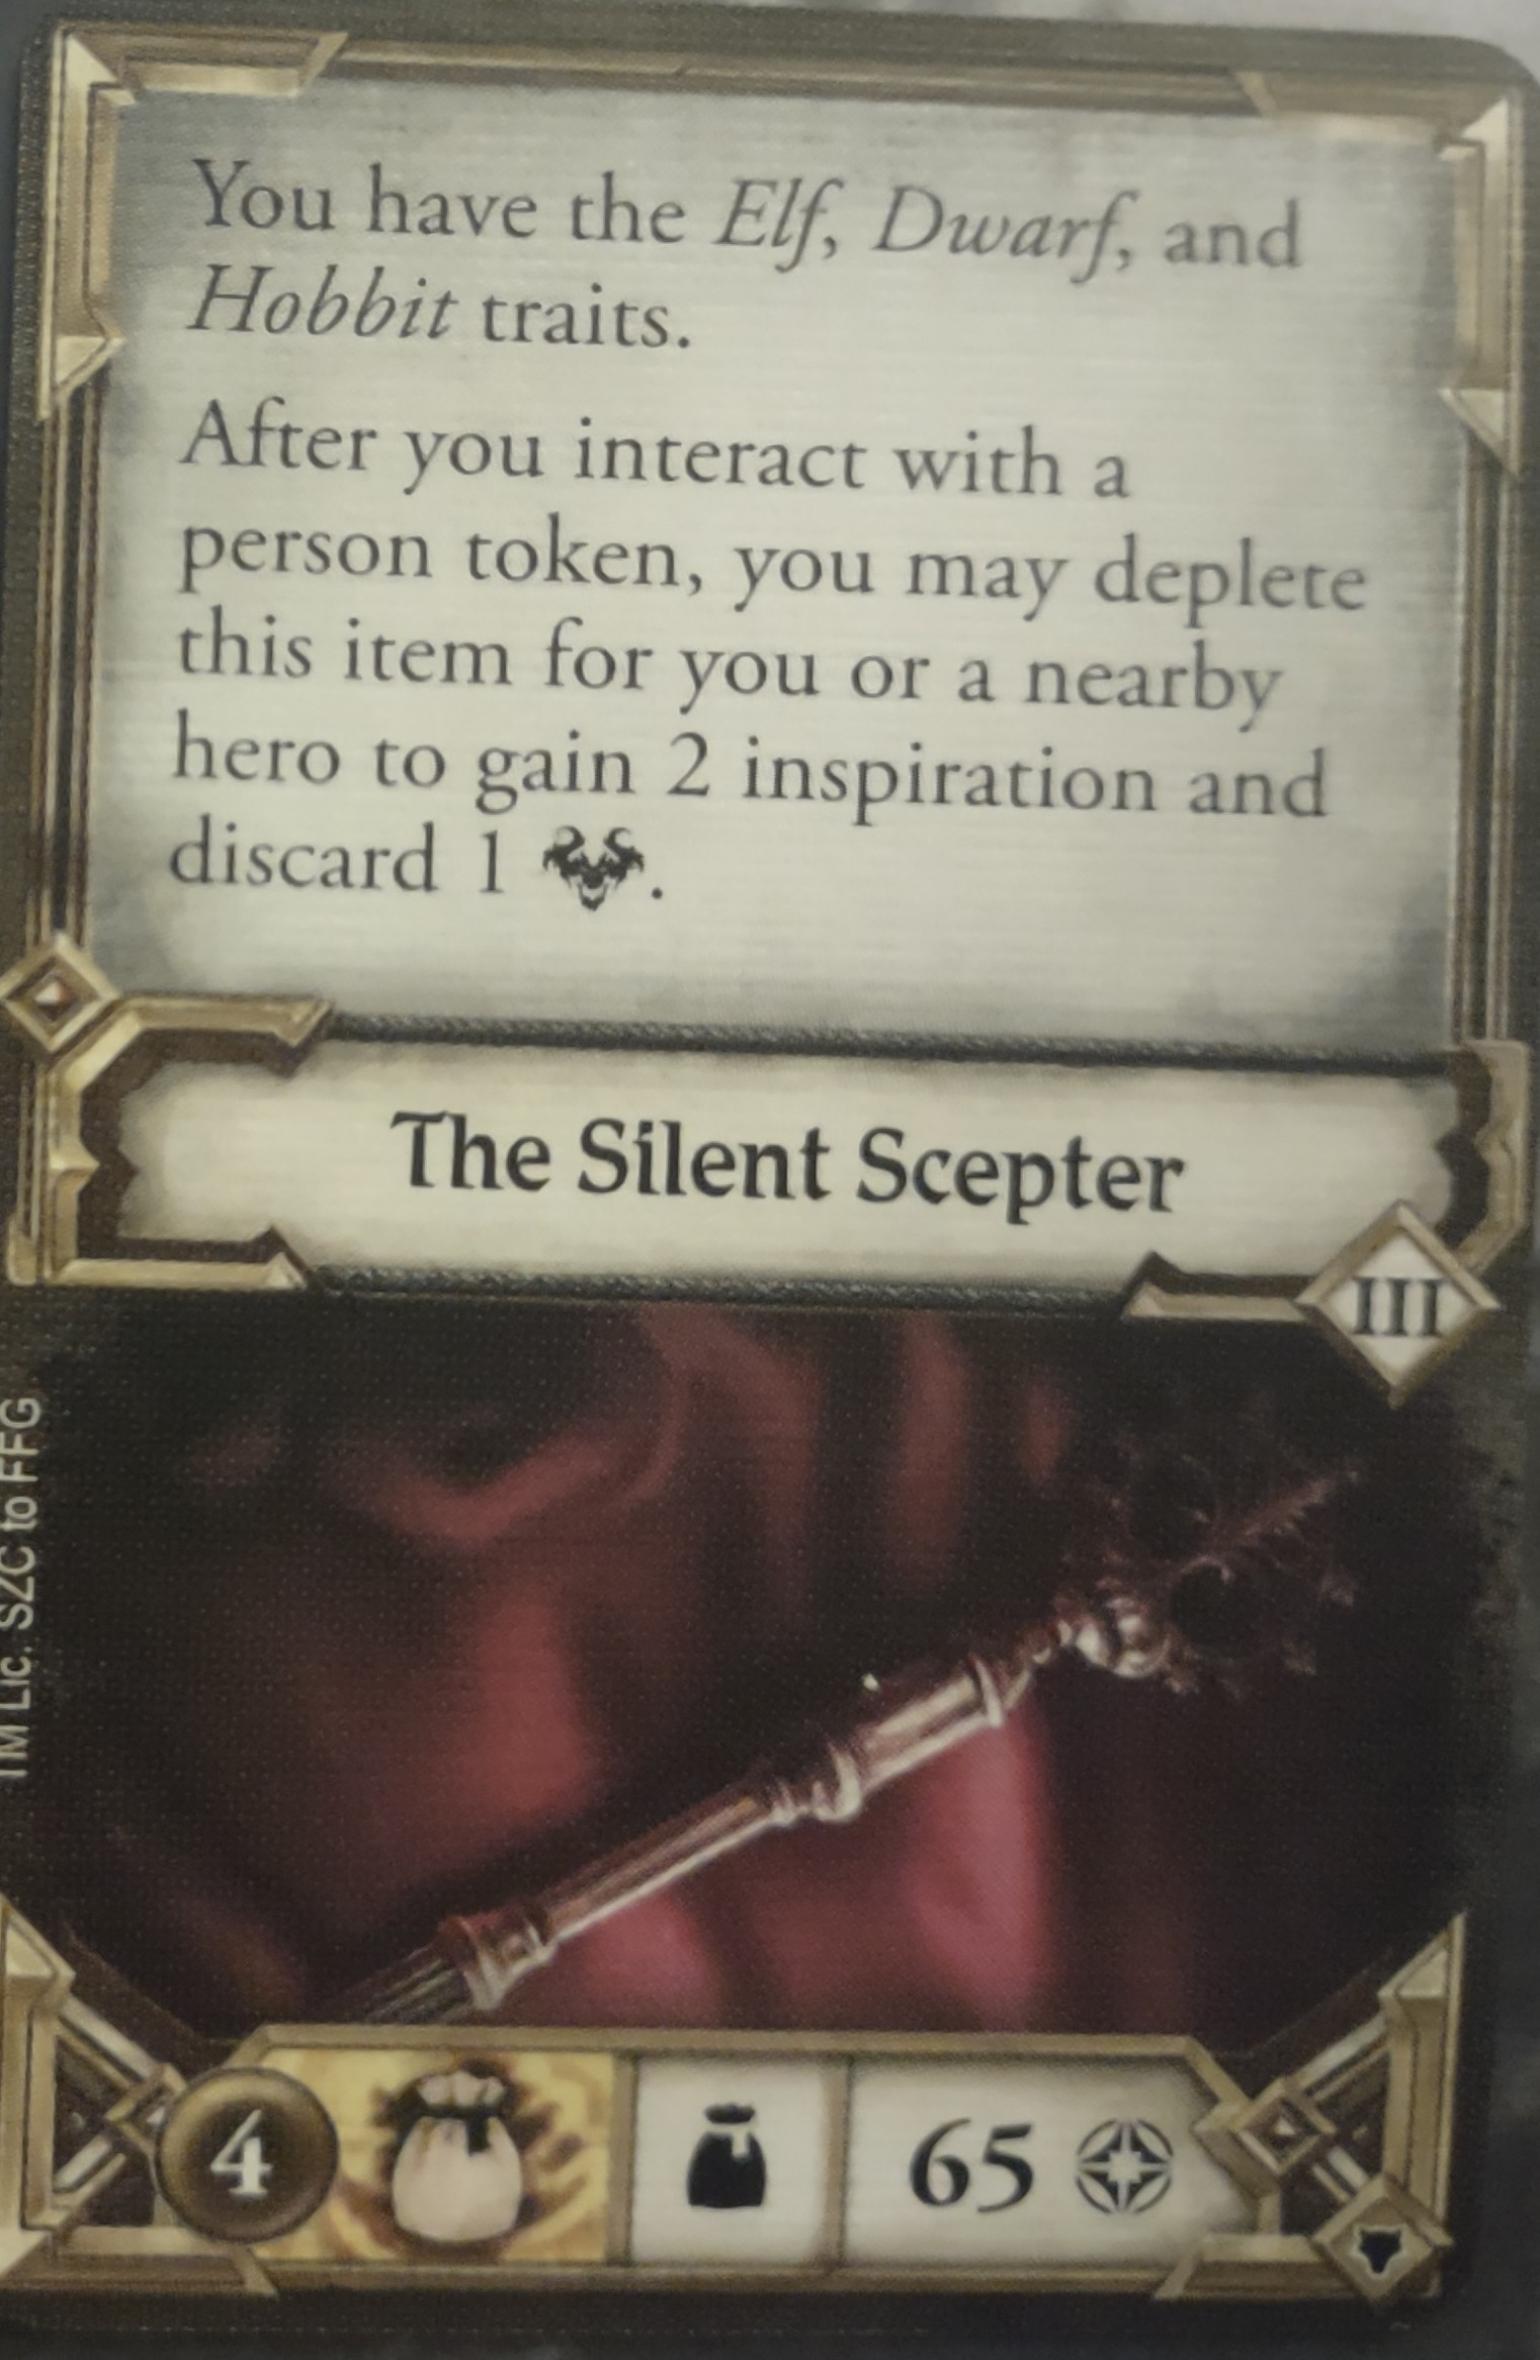 You have the Elf, Dwarf, and
Hobbit traits.
After you interact with a
person token, you may deplete
this item for you or a nearby
hero to gain 2 inspiration and
discard 1 .
The Silent Scepter
III
TM Lic. SZC to FFG
4
65